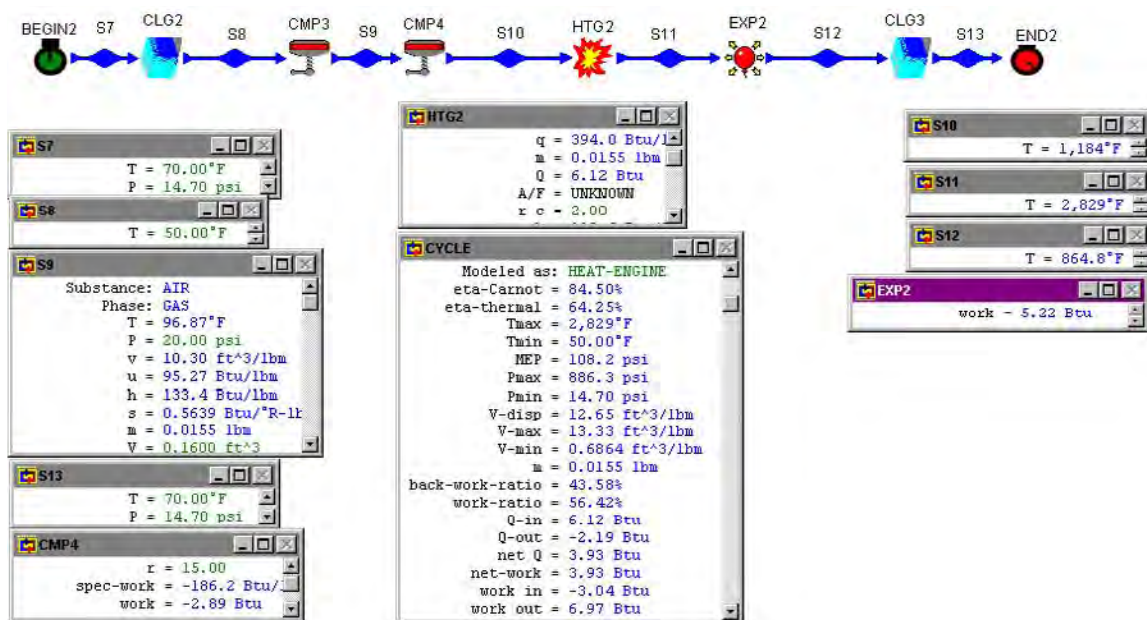 BEGIN2 S7 CLG2 S8 CMP3 S9 CMP4 S10 HTG2 S11 EXP2 S12 CLG3 S13 END2
S7
T = 70.00°F
P = 14.70 psi
S8
T = 50.00°F
S9
Substance: AIR
Phase: GAS
T = 96.87°F
P = 20.00 psi
v = 10.30 ft^3/lbm
u = 95.27 Btu/lbm
h = 133.4 Btu/lbm
s = 0.5639 Btu/°R-lb
m = 0.0155 lbm
V = 0.1600 ft^3
S13
T = 70.00°F
P = 14.70 psi
CMP4
r = 15.00
spec-work = -186.2 Btu/
work = -2.89 Btu
HTG2
q = 394.0 Btu/l
m = 0.0155 lbm
Q = 6.12 Btu
A/F = UNKNOWN
r c = 2.00
CYCLE
Modeled as: HEAT-ENGINE
eta-Carnot = 84.50%
eta-thermal = 64.25%
Tmax = 2,829°F
Tmin = 50.00°F
MEP = 108.2 psi
Pmax = 886.3 psi
Pmin = 14.70 psi
V-disp = 12.65 ft^3/lbm
V-max = 13.33 ft^3/lbm
V-min = 0.6864 ft^3/lbm
m = 0.0155 lbm
back-work-ratio = 43.58%
work-ratio = 56.42%
Q-in = 6.12 Btu
Q-out = -2.19 Btu
net Q = 3.93 Btu
net-work = 3.93 Btu
work in = -3.04 Btu
work out = 6.97 Btu
S10
T = 1,184°F
S11
T = 2,829°F
S12
T = 864.8°F
EXP2
work = 5.22 Btu